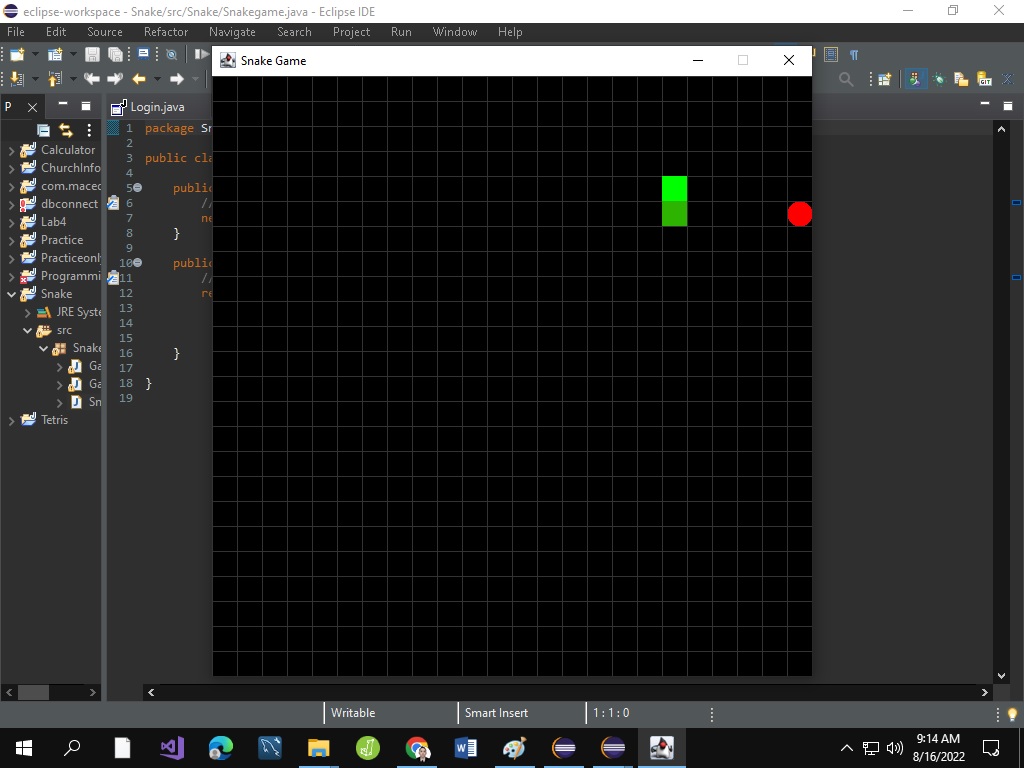 eclipse-workspace - Snake/src/Snake/Snakegame.java - Eclipse IDE
File Edit Source Refactor Navigate Search Project Run Window Help
Snake Game
P
Login.java
Calculator
ChurchInfo
com.maced
dbconnect
Lab4
Practice
Practiceonl
Programmi
Snake
JRE Syste
src
Snake
Ga
Ga
Sn
Tetris
1 package Sn
2
3 public cla
4
5 public
6 //
7 ne
8 }
9
10 public
11 //
12 re
13
14
15
16 }
17
18 }
19
Writable Smart Insert 1 : 1 : 0
9:14 AM
8/16/2022